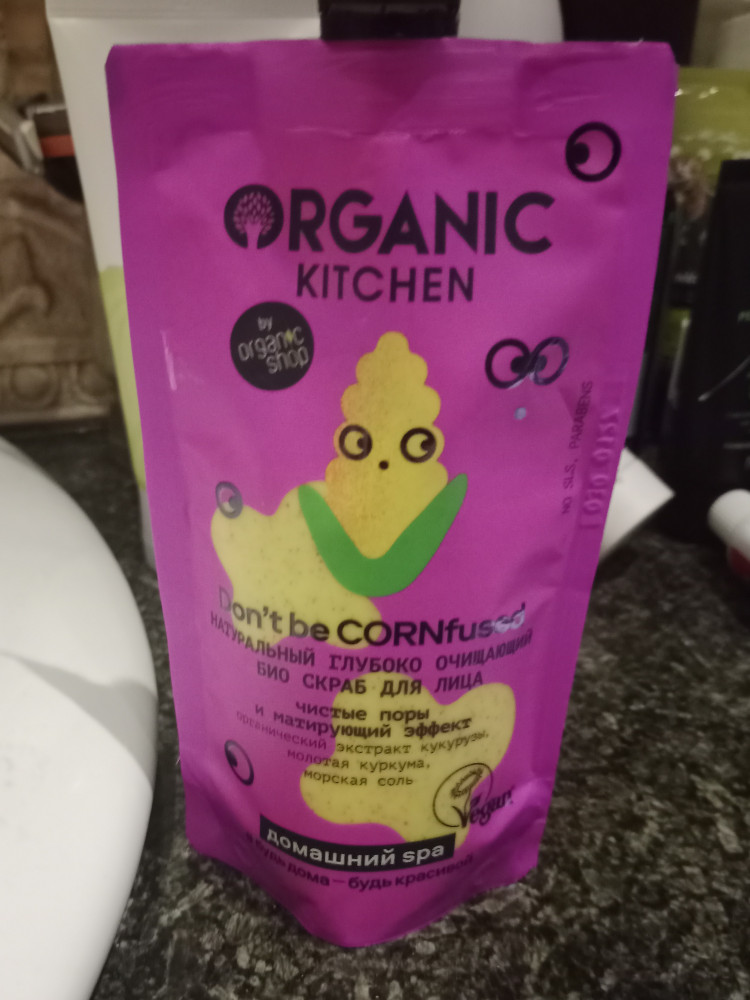 ORGANIC
KITCHEN
by
organic
shop
NO SLS, PARABENS
Don't be CORNfused
НАТУРАЛЬНЫЙ ГЛУБОКО ОЧИЩАЮЩИЙ
БИО СКРАБ ДЛЯ ЛИЦА
чистые поры
и матирующий эффект
органический экстракт кукурузы,
молотая куркума,
морская соль
Vegan
домашний spa
будь дома — будь красивой